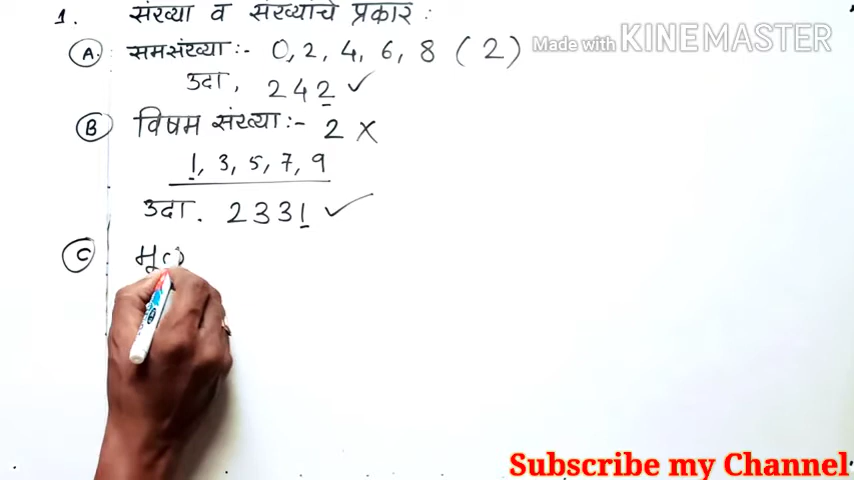 1. संख्या व संख्यांचे प्रकार :
Made with KINEMASTER
A समसंख्या :- 0, 2, 4, 6, 8 ( 2 )
उदा. 242 ✓
B विषम संख्या :- 2 X
1, 3, 5, 7, 9
उदा. 2331 ✓
C मूळ
Subscribe my Channel